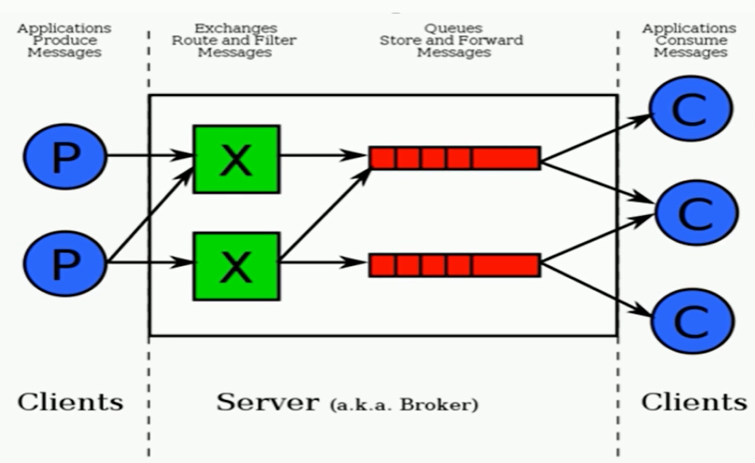 Applications
Produce
Messages
Exchanges
Route and Filter
Messages
Queues
Store and Forward
Messages
Applications
Consume
Messages
P
X
C
P
X
C
C
Clients
Server (a.k.a. Broker)
Clients